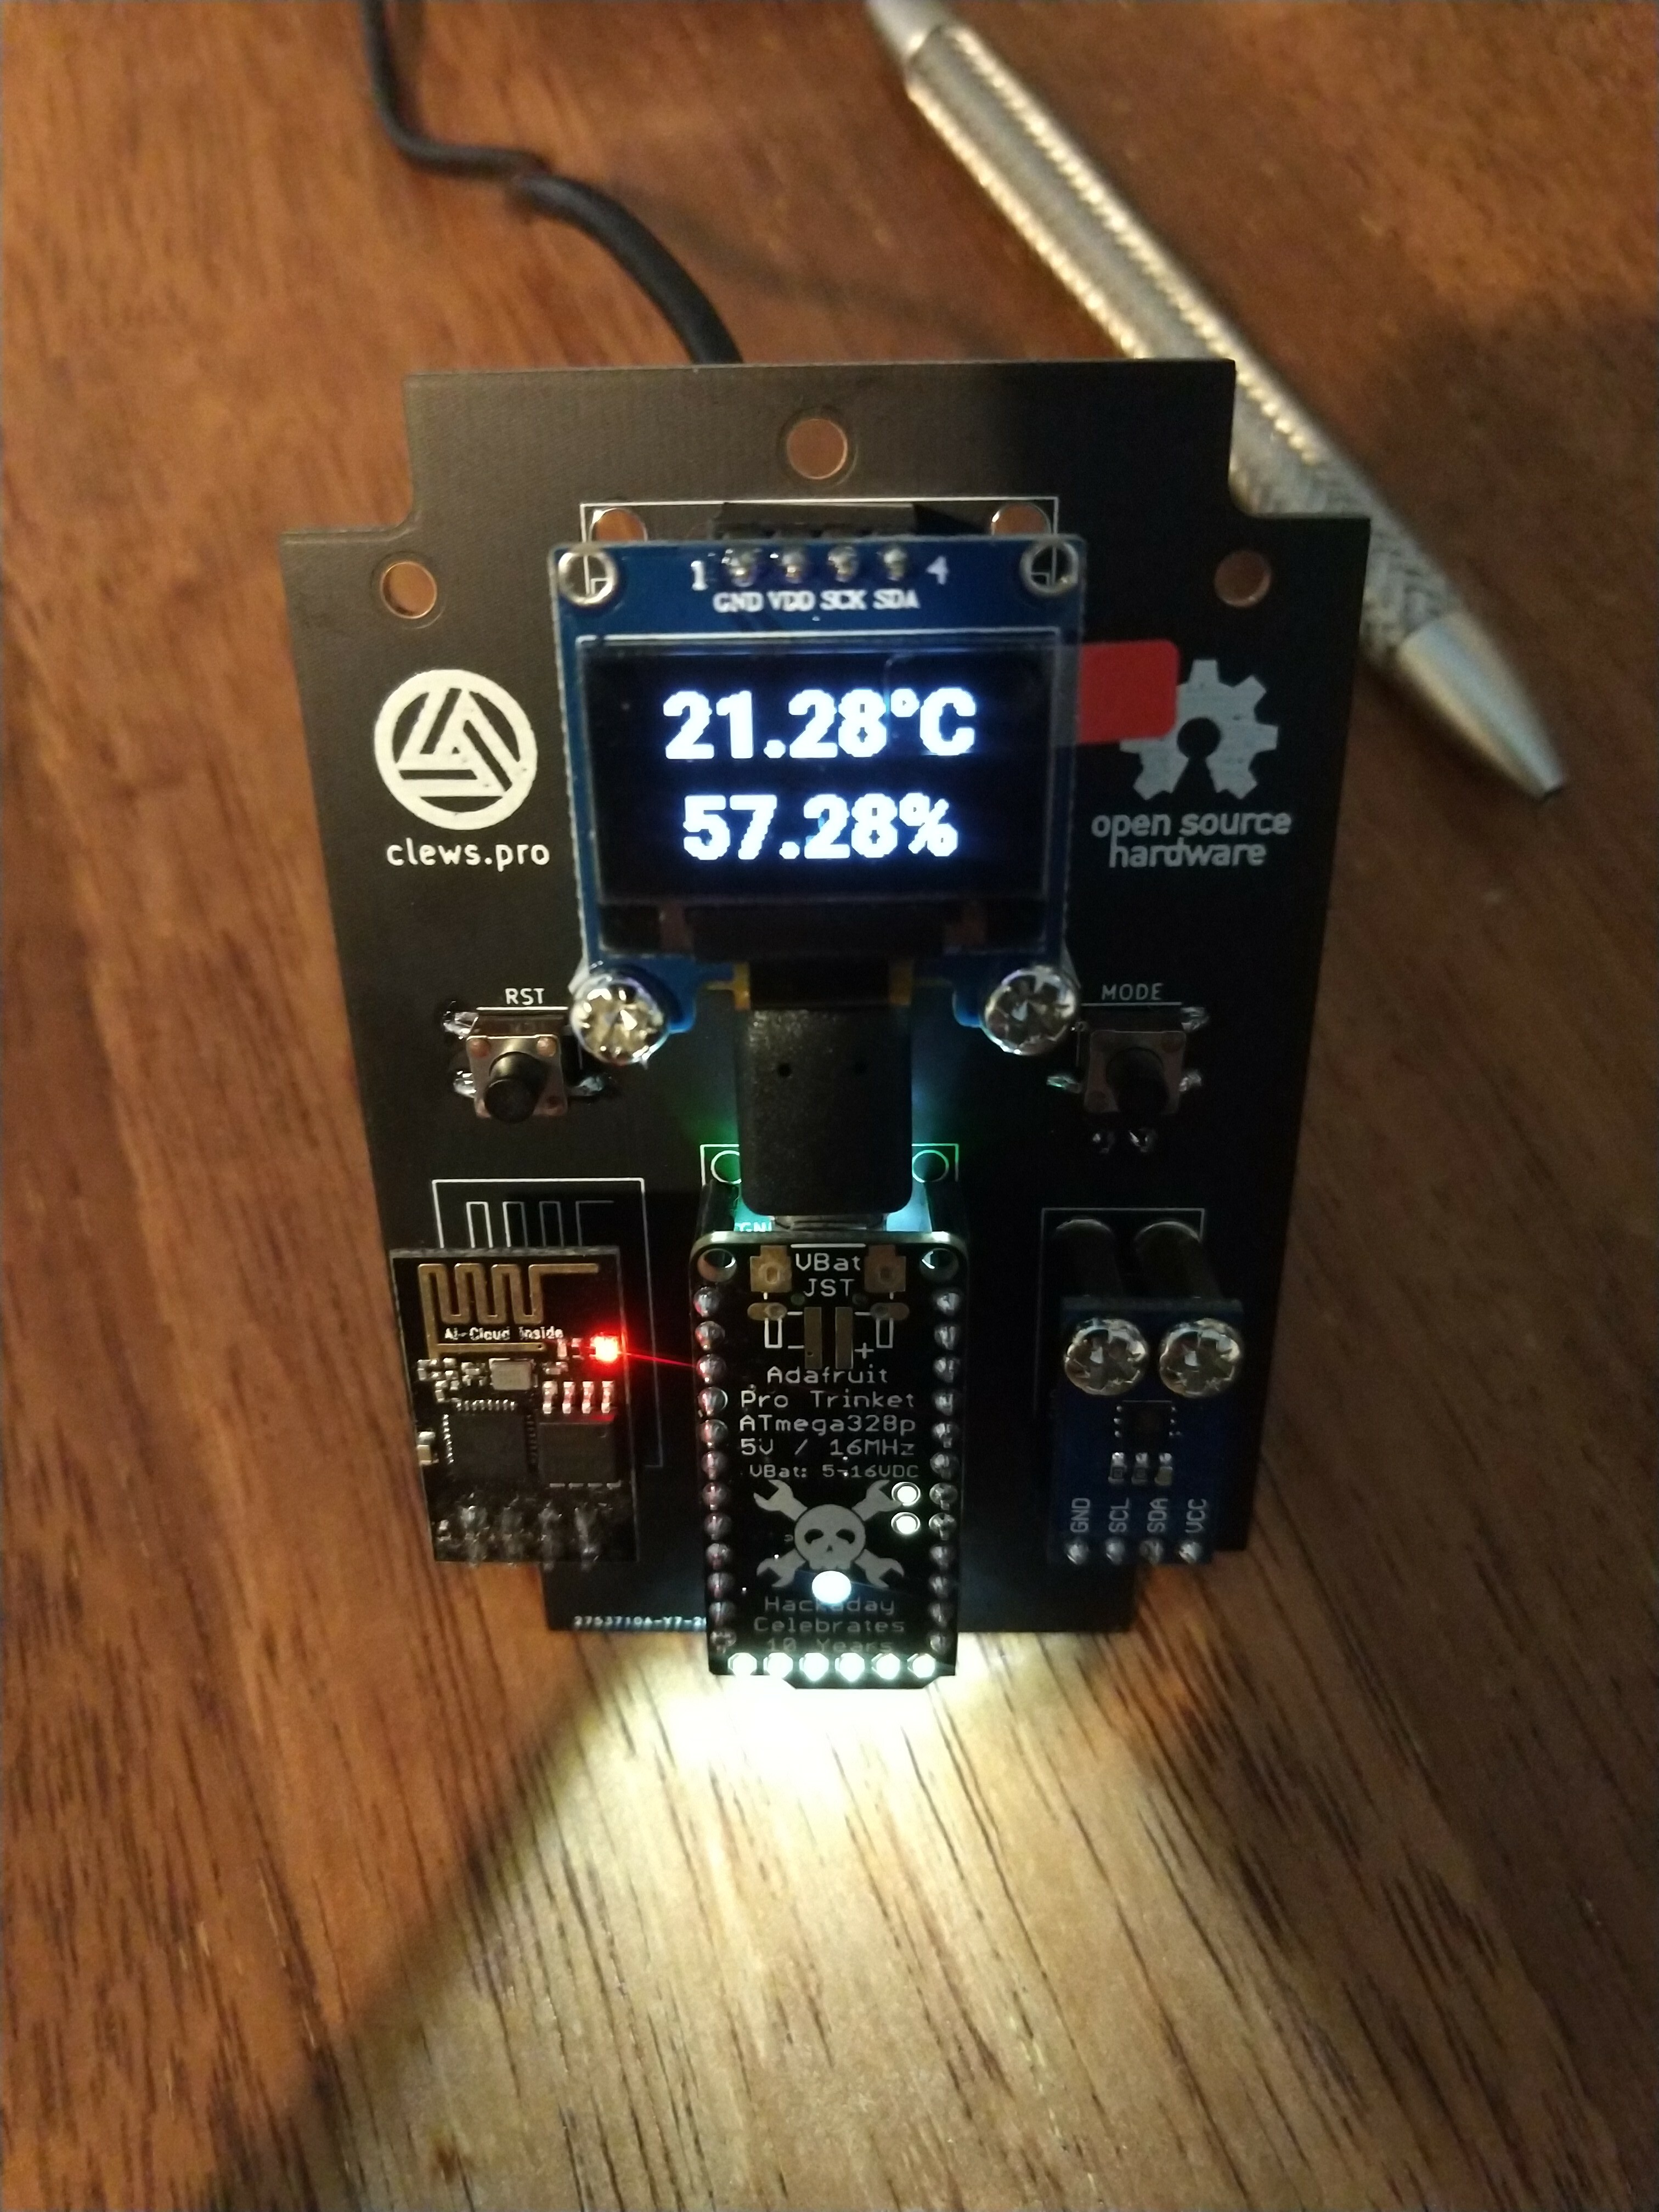 1 4
GND VDD SCK SDA
21.28°C
57.28%
clews.pro
open source
hardware
RST
MODE
VBat
JST
- +
AI-Cloud Inside
Adafruit
Pro Trinket
ATmega328p
5V / 16MHz
VBat: 5-16VDC
Hackaday
Celebrates
10 Years
GND
SCL
SDA
VCC